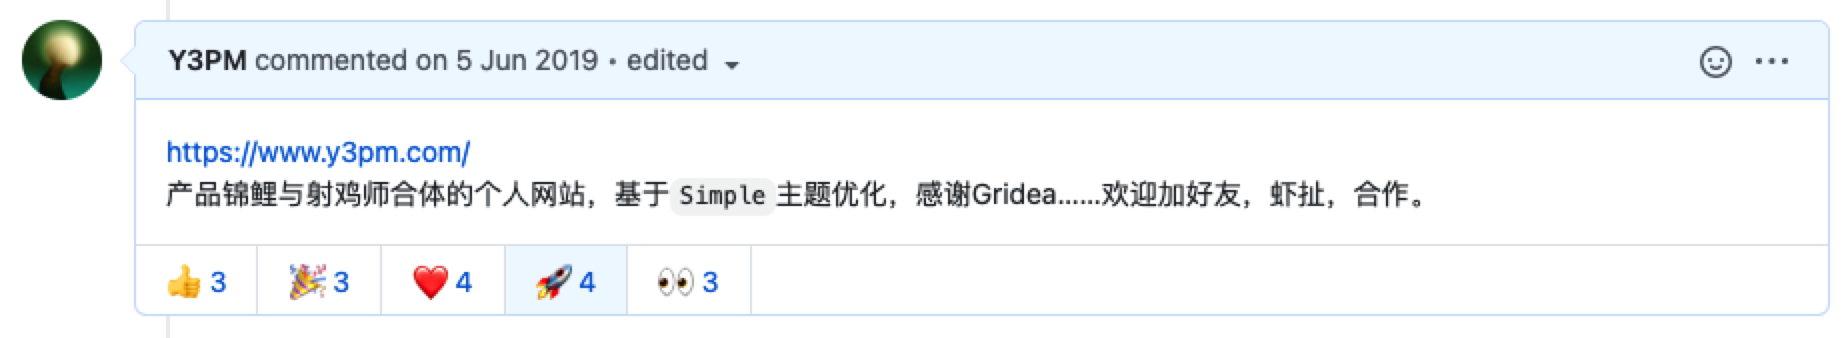 Y3PM commented on 5 Jun 2019 • edited
https://www.y3pm.com/
产品锦鲤与射鸡师合体的个人网站，基于 Simple 主题优化，感谢Gridea......欢迎加好友，虾扯，合作。
👍 3 🎉 3 ❤️ 4 🚀 4 👀 3